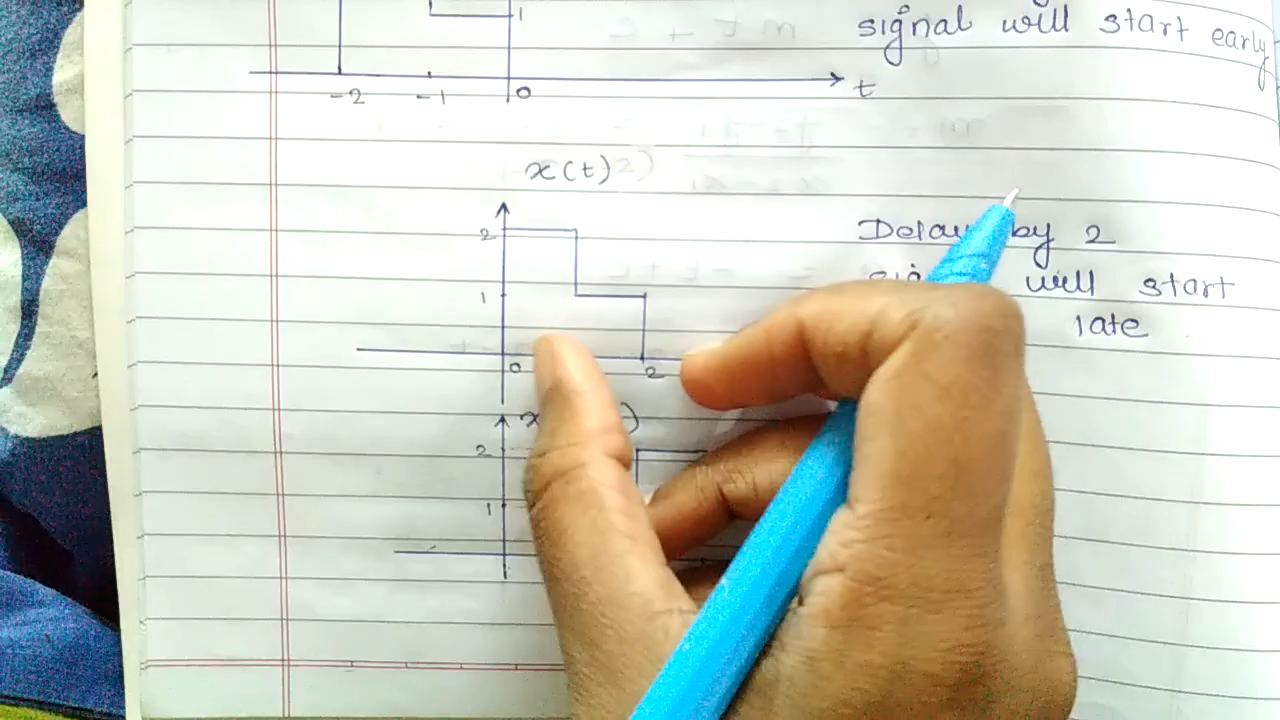 1
signal will start early
-2 -1 0 t
x(t)
2
Delay by 2
1
will start
late
0 2
x )
2
1